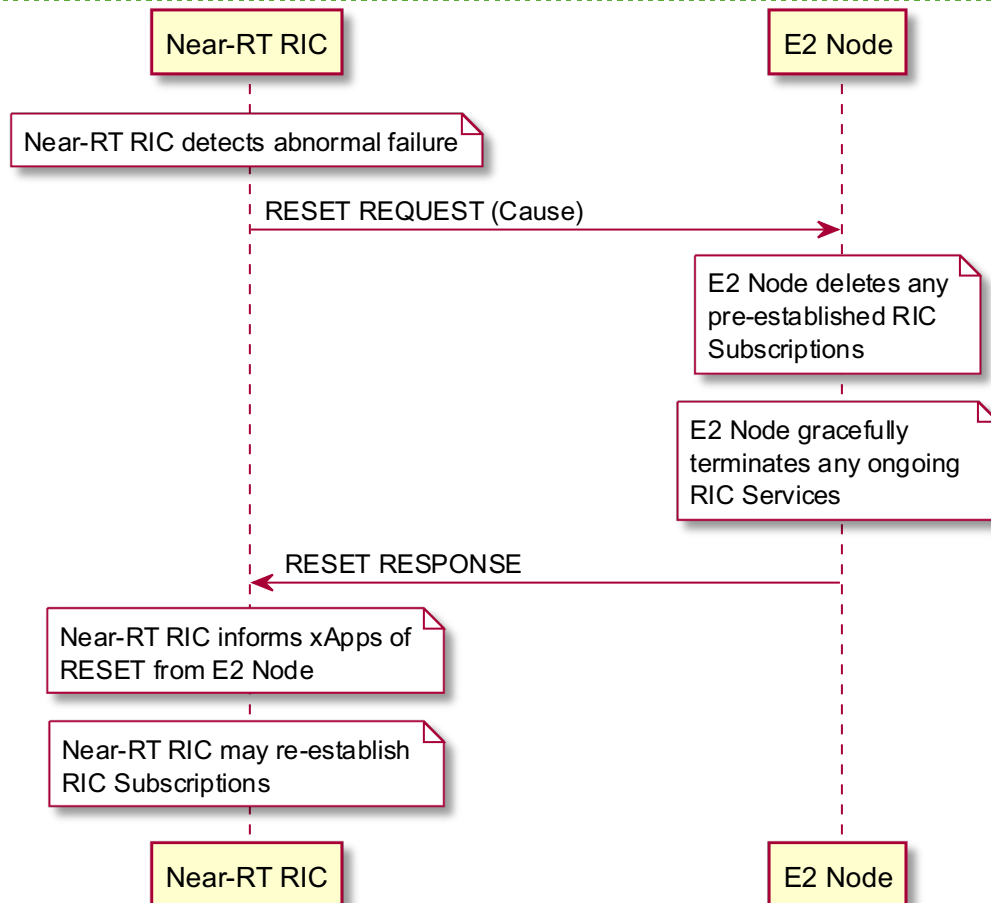 Near-RT RIC
E2 Node
Near-RT RIC detects abnormal failure
RESET REQUEST (Cause)
E2 Node deletes any
pre-established RIC
Subscriptions
E2 Node gracefully
terminates any ongoing
RIC Services
RESET RESPONSE
Near-RT RIC informs xApps of
RESET from E2 Node
Near-RT RIC may re-establish
RIC Subscriptions
Near-RT RIC
E2 Node